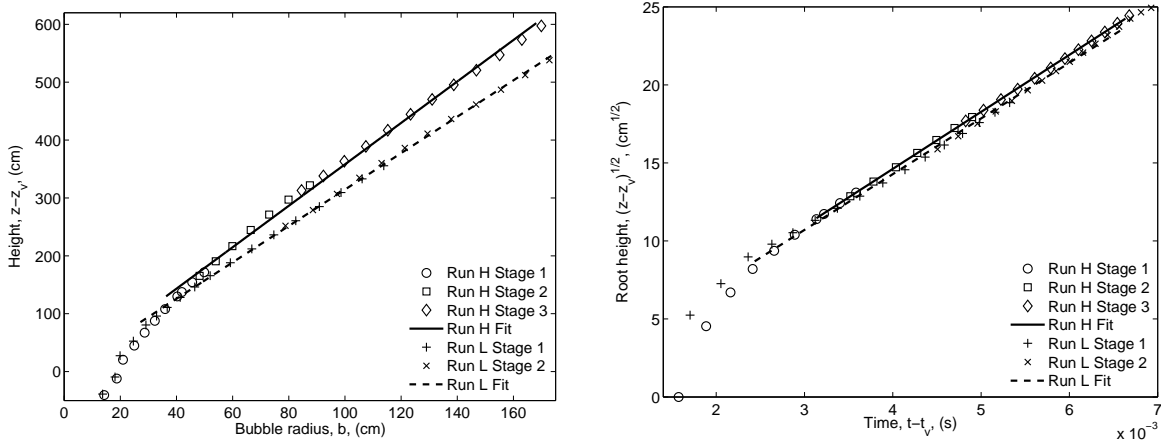 600
500
400
300
200
100
0
Height, z−z_v, (cm)
0 20 40 60 80 100 120 140 160
Bubble radius, b, (cm)
Run H Stage 1
Run H Stage 2
Run H Stage 3
Run H Fit
Run L Stage 1
Run L Stage 2
Run L Fit
25
20
15
10
5
0
Root height, (z−z_v)^1/2, (cm^1/2)
2 3 4 5 6 7
Time, t−t_v, (s)
x 10^−3
Run H Stage 1
Run H Stage 2
Run H Stage 3
Run H Fit
Run L Stage 1
Run L Stage 2
Run L Fit